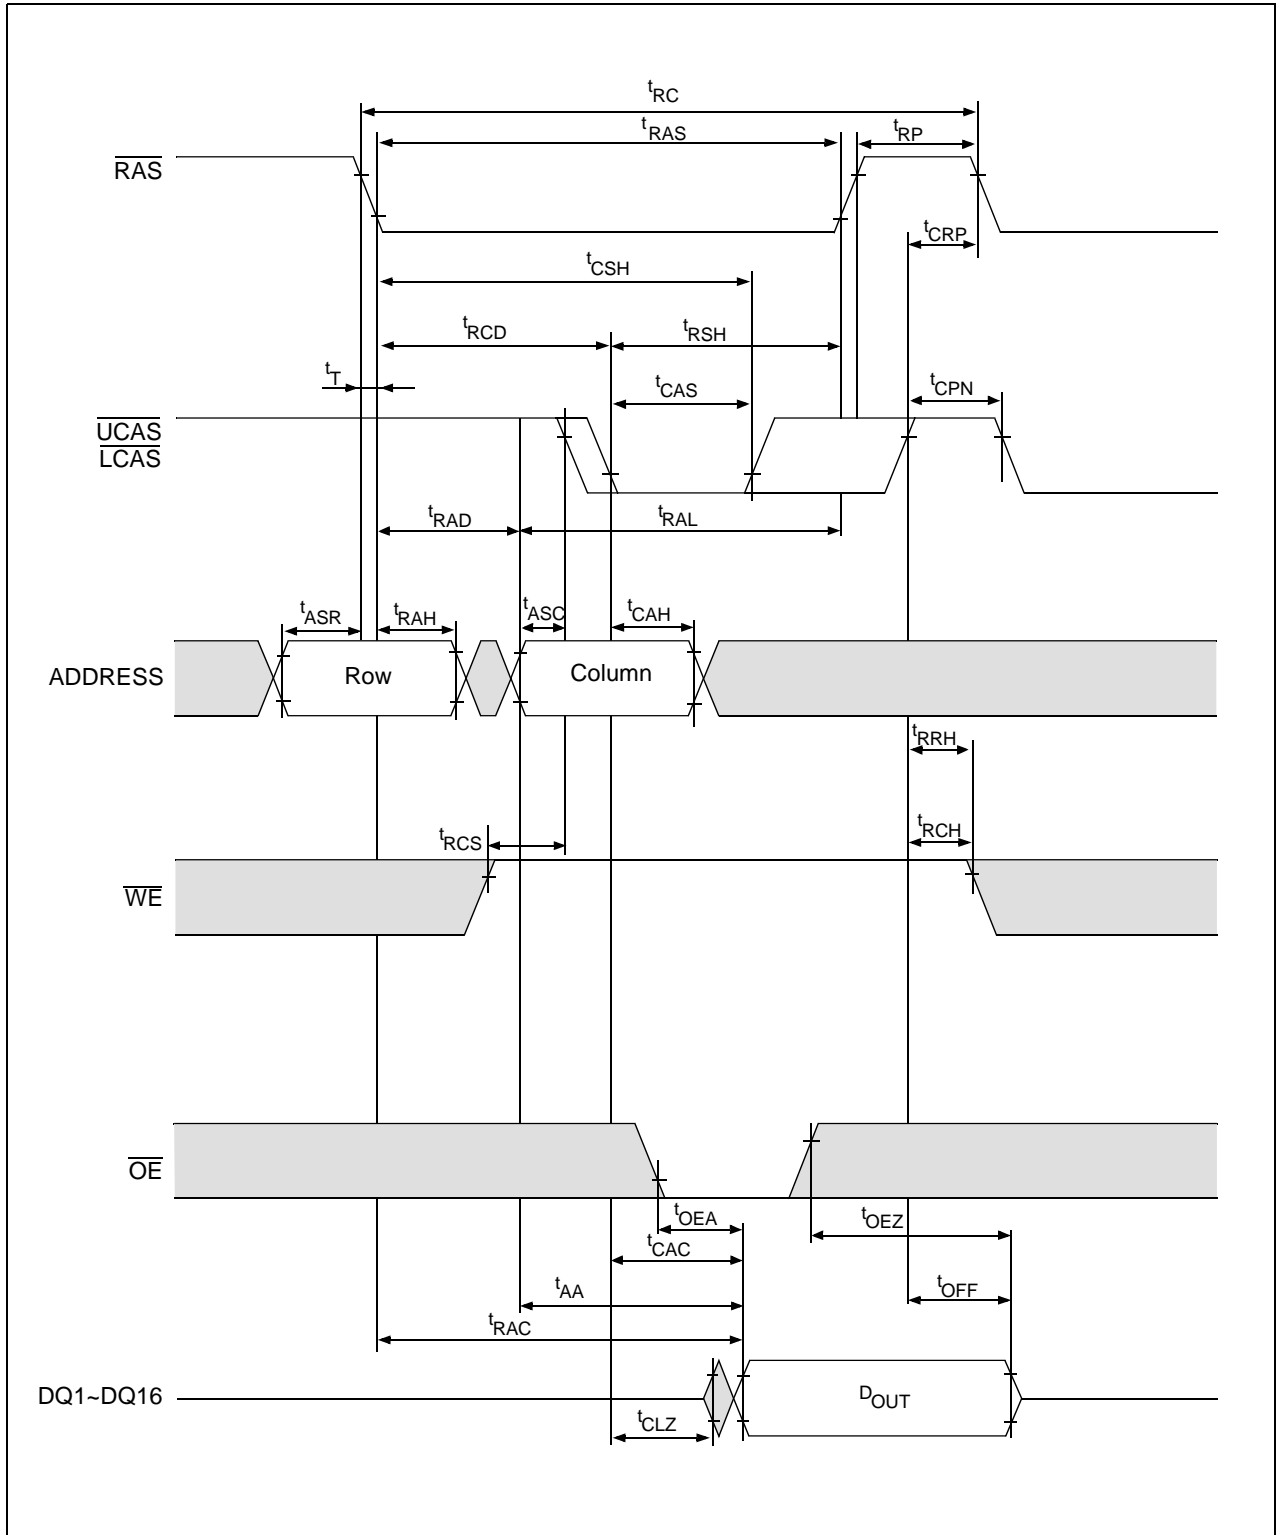 tRC
tRAS
tRP
RAS
tCRP
tCSH
tRCD
tRSH
tT
tCAS
tCPN
UCAS
LCAS
tRAD
tRAL
tASR
tRAH
tASC
tCAH
ADDRESS
Row
Column
tRRH
tRCS
tRCH
WE
OE
tOEA
tOEZ
tCAC
tAA
tOFF
tRAC
DQ1~DQ16
DOUT
tCLZ